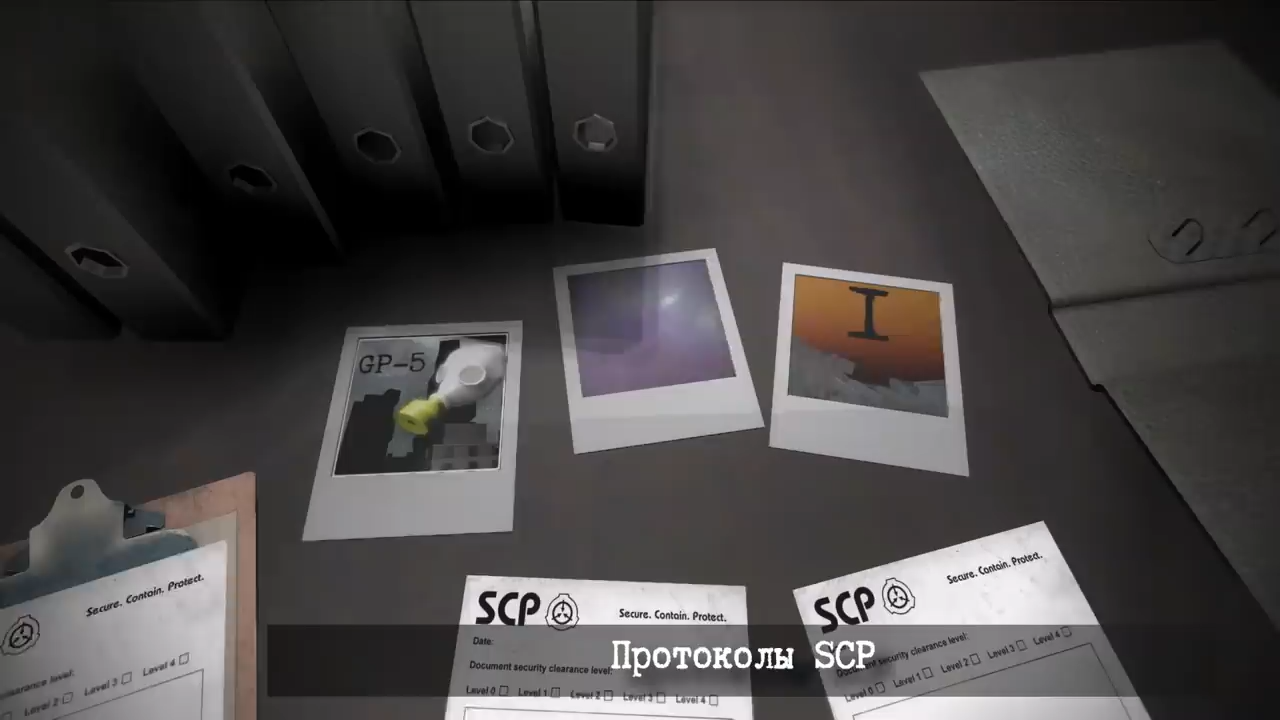 GP-5
I
Secure. Contain. Protect.
Level 3 Level 4
SCP Secure. Contain. Protect.
Date:
Document security clearance level:
Level 0 Level 1 Level 2 Level 3 Level 4
SCP Secure. Contain. Protect.
Document security clearance level:
Level 0 Level 1 Level 2 Level 3 Level 4
Протоколы SCP